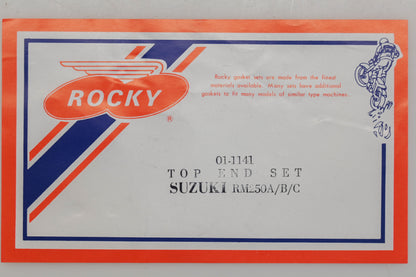 ROCKY
®
Rocky gasket sets are made from the finest
materials available. Many sets have additional
gaskets to fit many models of similar type machines.
01-1141
TOP END SET
SUZUKI RM250A/B/C